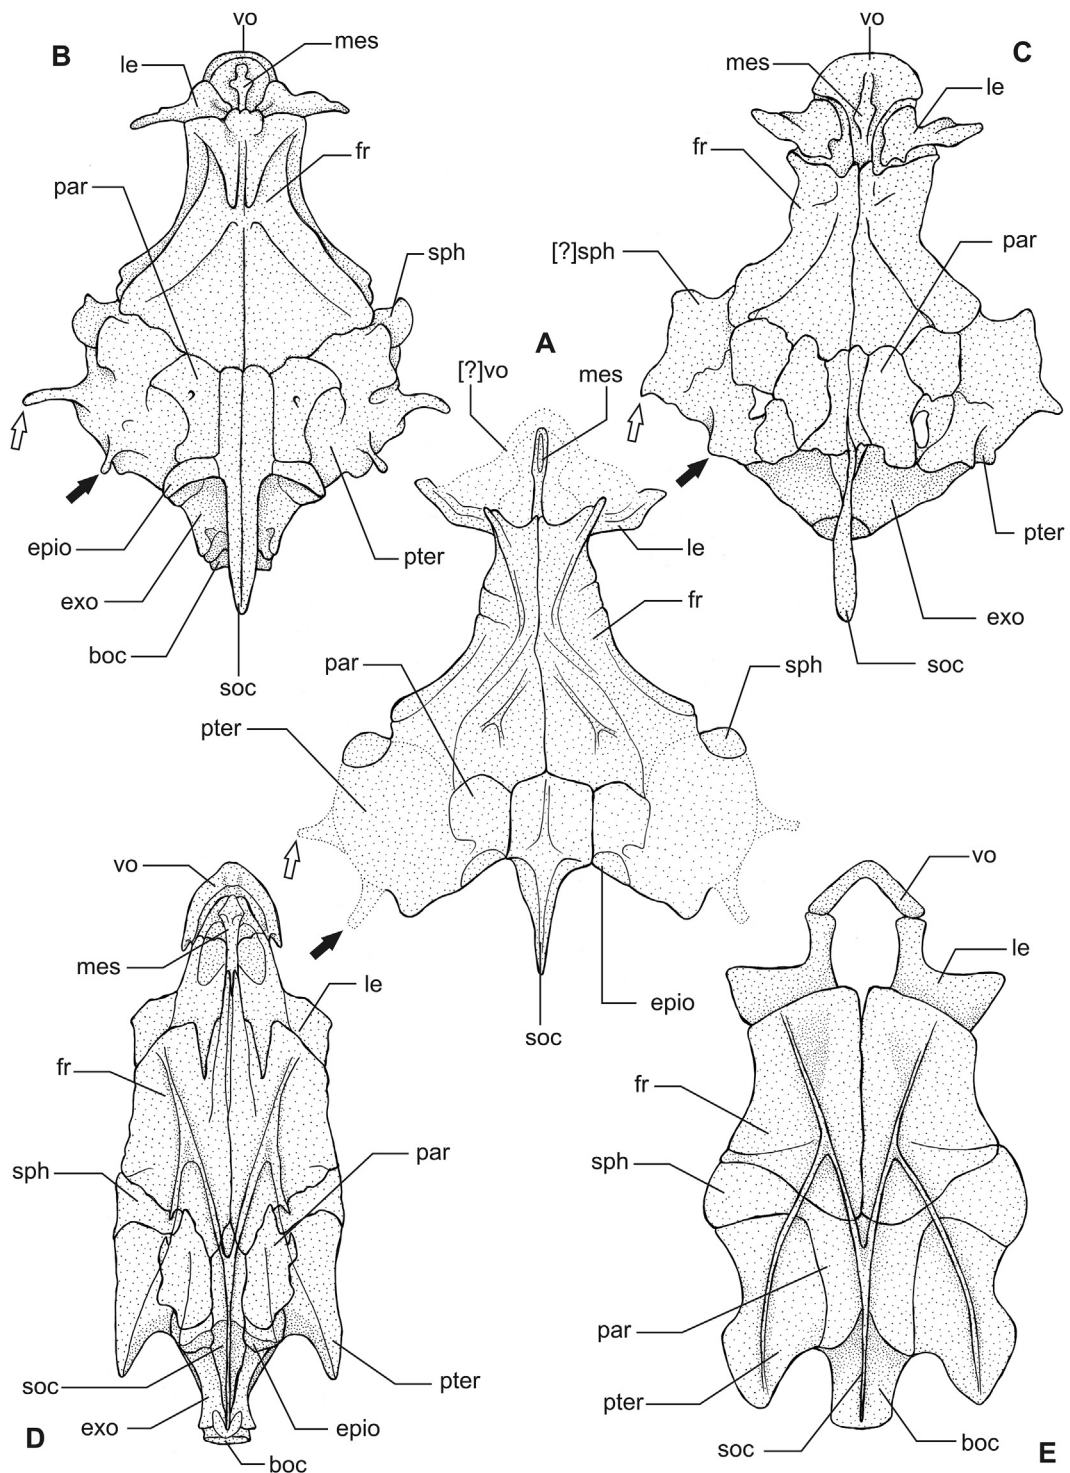 B
vo
mes
le
fr
par
sph
epio
exo
boc
soc
pter
C
vo
mes
le
fr
[?]sph
par
pter
exo
soc
A
[?]vo
mes
le
fr
par
sph
pter
epio
soc
D
vo
mes
le
fr
sph
par
soc
exo
pter
epio
boc
E
vo
le
fr
sph
par
pter
soc
boc